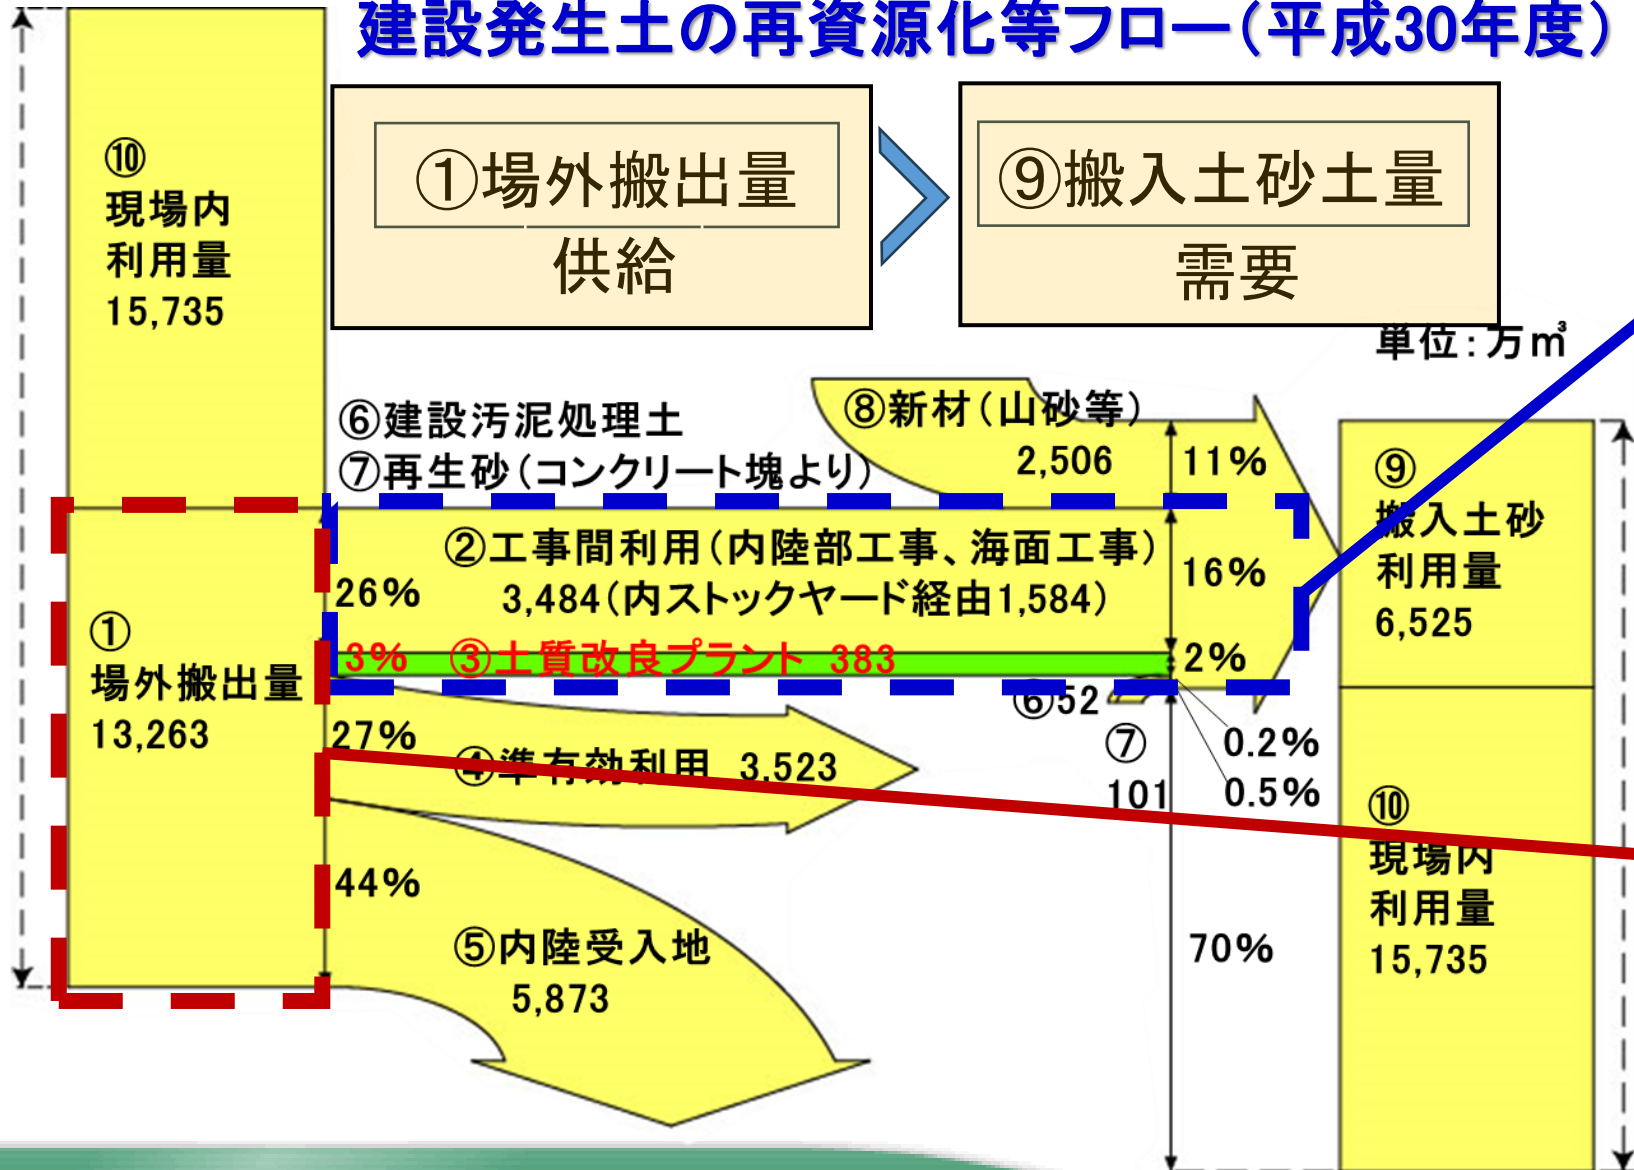 建設発生土の再資源化等フロー(平成30年度)
①場外搬出量
供給
⑨搬入土砂土量
需要
単位:万㎥
⑩
現場内
利用量
15,735
⑥建設汚泥処理土
⑦再生砂(コンクリート塊より)
⑧新材(山砂等)
2,506
11%
②工事間利用(内陸部工事、海面工事)
3,484(内ストックヤード経由1,584)
26%
16%
3%
③土質改良プラント 383
2%
①
場外搬出量
13,263
⑥52
⑦
101
0.2%
0.5%
27%
④準有効利用 3,523
44%
⑤内陸受入地
5,873
70%
⑨
搬入土砂
利用量
6,525
⑩
現場内
利用量
15,735